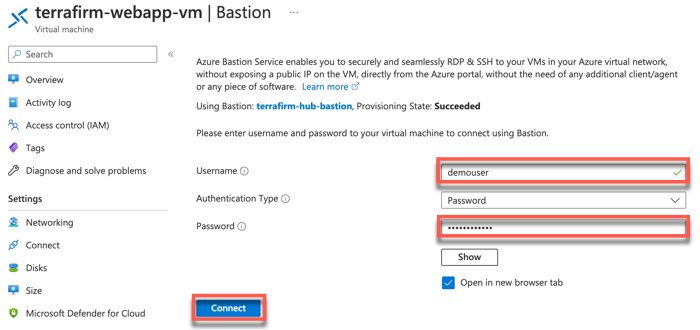 terrafirm-webapp-vm | Bastion ...
Virtual machine
Search
«
Overview
Activity log
Access control (IAM)
Tags
Diagnose and solve problems
Settings
Networking
Connect
Disks
Size
Microsoft Defender for Cloud
Azure Bastion Service enables you to securely and seamlessly RDP & SSH to your VMs in your Azure virtual network,
without exposing a public IP on the VM, directly from the Azure portal, without the need of any additional client/agent
or any piece of software. Learn more
Using Bastion: terrafirm-hub-bastion, Provisioning State: Succeeded
Please enter username and password to your virtual machine to connect using Bastion.
Username
demouser
Authentication Type
Password
Password
••••••••••••
Show
Open in new browser tab
Connect